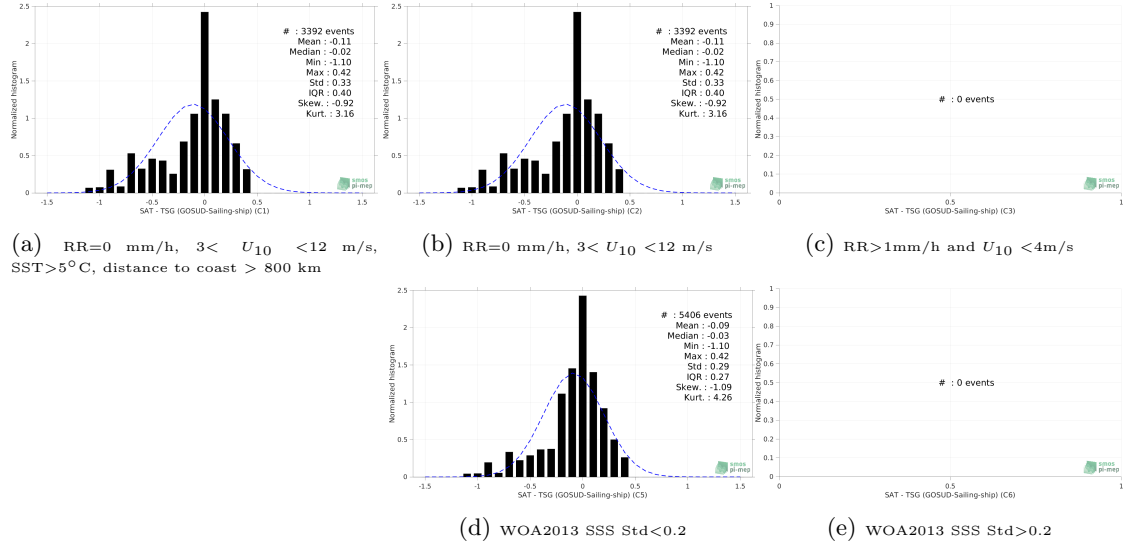 2.5
2
1.5
1
0.5
0
-1.5 -1 -0.5 0 0.5 1 1.5
Normalized histogram
SAT - TSG (GOSUD-Sailing-ship) (C1)
# : 3392 events
Mean : -0.11
Median : -0.02
Min : -1.10
Max : 0.42
Std : 0.33
IQR : 0.40
Skew. : -0.92
Kurt. : 3.16
smos
pi-mep
2.5
2
1.5
1
0.5
0
-1.5 -1 -0.5 0 0.5 1 1.5
Normalized histogram
SAT - TSG (GOSUD-Sailing-ship) (C2)
# : 3392 events
Mean : -0.11
Median : -0.02
Min : -1.10
Max : 0.42
Std : 0.33
IQR : 0.40
Skew. : -0.92
Kurt. : 3.16
smos
pi-mep
1
0.9
0.8
0.7
0.6
0.5
0.4
0.3
0.2
0.1
0
0 0.5 1
Normalized histogram
SAT - TSG (GOSUD-Sailing-ship) (C3)
# : 0 events
smos
pi-mep
(a) RR=0 mm/h, 3< U10 <12 m/s,
SST>5°C, distance to coast > 800 km
(b) RR=0 mm/h, 3< U10 <12 m/s
(c) RR>1mm/h and U10 <4m/s
2.5
2
1.5
1
0.5
0
-1.5 -1 -0.5 0 0.5 1 1.5
Normalized histogram
SAT - TSG (GOSUD-Sailing-ship) (C5)
# : 5406 events
Mean : -0.09
Median : -0.03
Min : -1.10
Max : 0.42
Std : 0.29
IQR : 0.27
Skew. : -1.09
Kurt. : 4.26
smos
pi-mep
1
0.9
0.8
0.7
0.6
0.5
0.4
0.3
0.2
0.1
0
0 0.5 1
Normalized histogram
SAT - TSG (GOSUD-Sailing-ship) (C6)
# : 0 events
smos
pi-mep
(d) WOA2013 SSS Std<0.2
(e) WOA2013 SSS Std>0.2